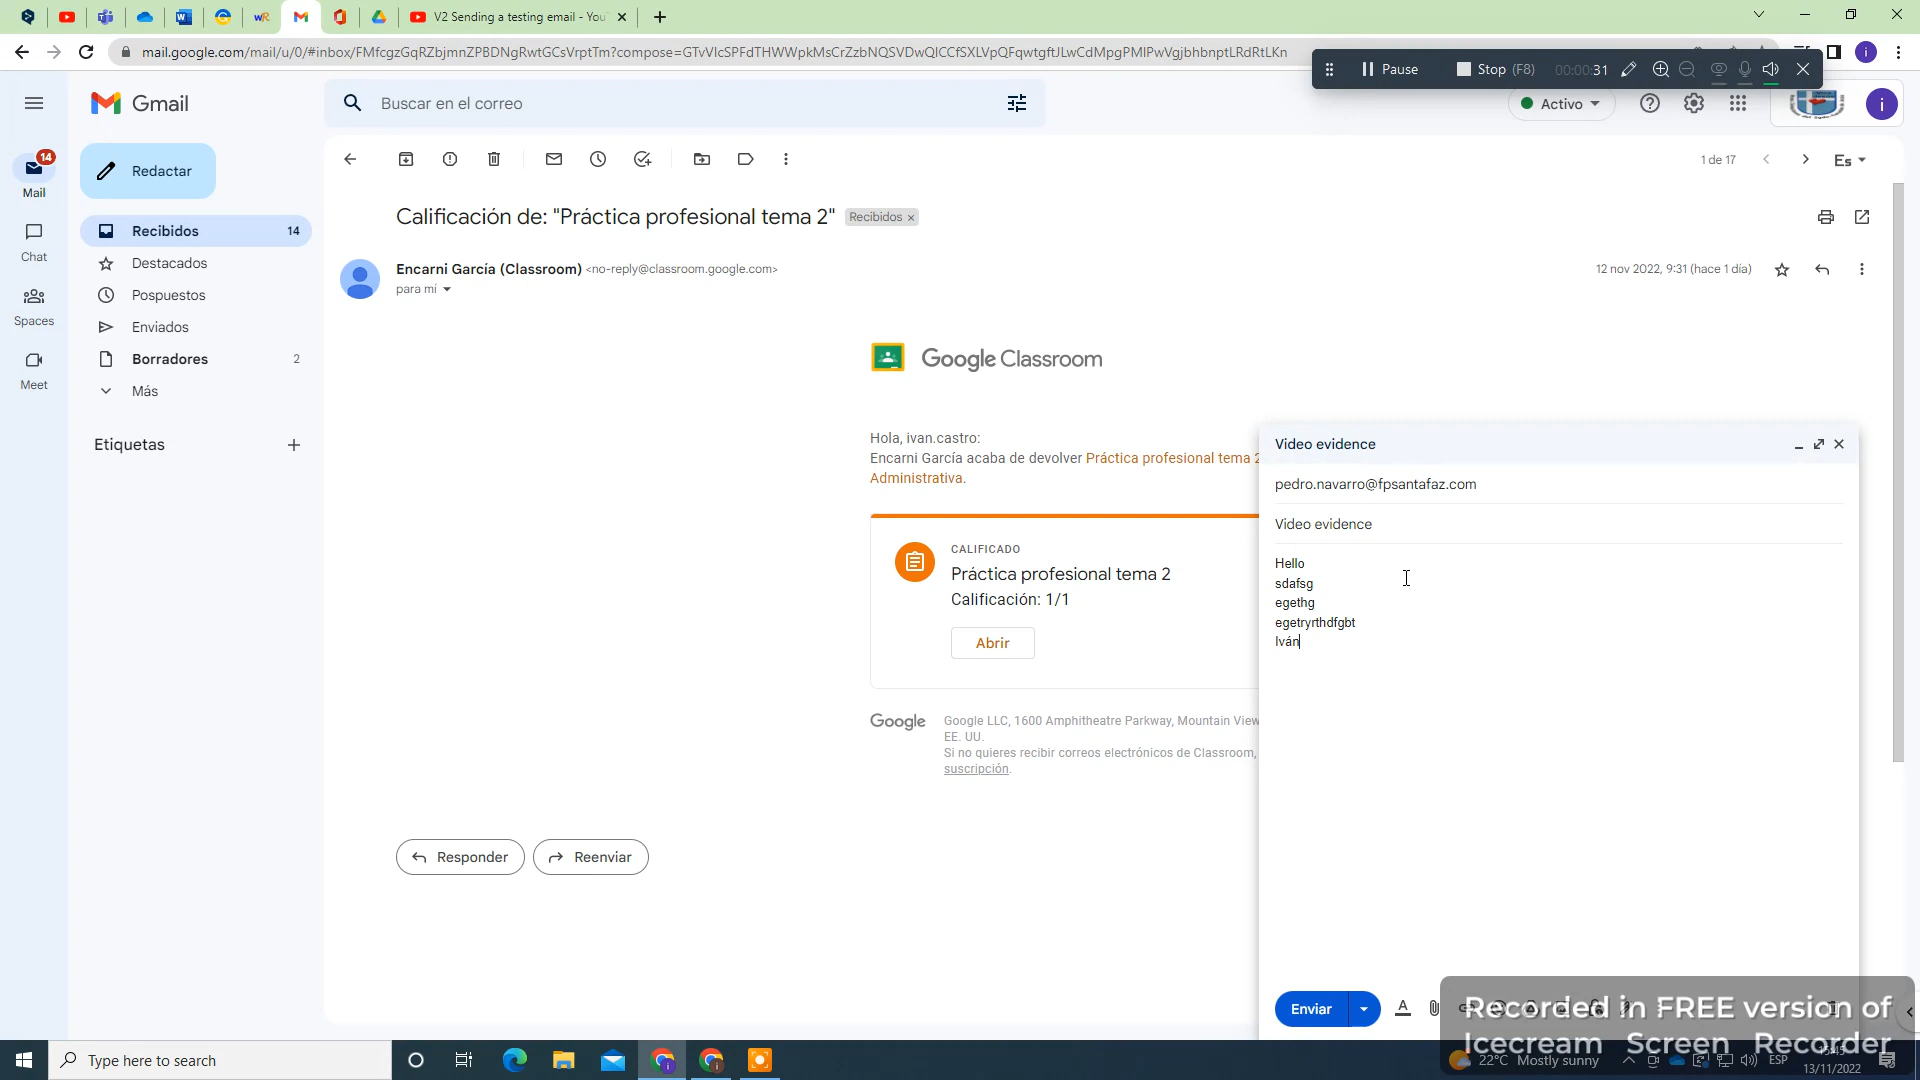 V2 Sending a testing email - You
mail.google.com/mail/u/0/#inbox/FMfcgzGqRZbjmnZPBDNgRwtGCsVrptTm?compose=GTvVlcSPFdTHWWpkMsCrZzbNQSVDwQlCCfSXLVpQFqwtgftJLwCdMpgPMlPwVgjbhbnptLRdRtLKn
Pause
Stop (F8)
00:00:31
Gmail
Buscar en el correo
Activo
i
14
Mail
Chat
Spaces
Meet
Redactar
Recibidos 14
Destacados
Pospuestos
Enviados
Borradores 2
Más
Etiquetas
1 de 17
Es
Calificación de: "Práctica profesional tema 2" Recibidos x
Encarni García (Classroom) <no-reply@classroom.google.com>
para mí
12 nov 2022, 9:31 (hace 1 día)
Google Classroom
Hola, ivan.castro:
Encarni García acaba de devolver Práctica profesional tema 2
Administrativa.
CALIFICADO
Práctica profesional tema 2
Calificación: 1/1
Abrir
Google
Google LLC, 1600 Amphitheatre Parkway, Mountain View
EE. UU.
Si no quieres recibir correos electrónicos de Classroom,
suscripción.
Responder
Reenviar
Video evidence
pedro.navarro@fpsantafaz.com
Video evidence
Hello
sdafsg
egethg
egetryrthdfgbt
Iván
Enviar
Recorded in FREE version of
Icecream Screen Recorder
Type here to search
22°C Mostly sunny
ESP
15:45
13/11/2022